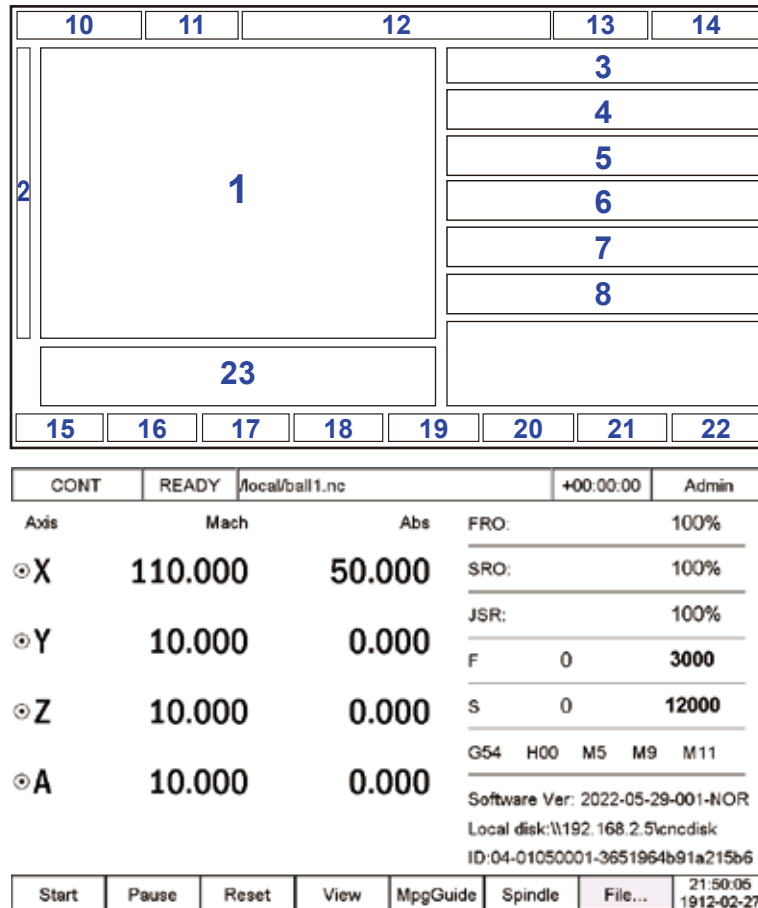 10 11 12 13 14
3
4
5
2 1 6
7
8
23
15 16 17 18 19 20 21 22
CONT READY /local/ball1.nc +00:00:00 Admin
Axis Mach Abs FRO: 100%
X 110.000 50.000 SRO: 100%
JSR: 100%
Y 10.000 0.000 F 0 3000
Z 10.000 0.000 S 0 12000
G54 H00 M5 M9 M11
A 10.000 0.000
Software Ver: 2022-05-29-001-NOR
Local disk:\\192.168.2.5\cncdisk
ID:04-01050001-3651964b91a215b6
Start Pause Reset View MpgGuide Spindle File... 21:50:05
1912-02-27